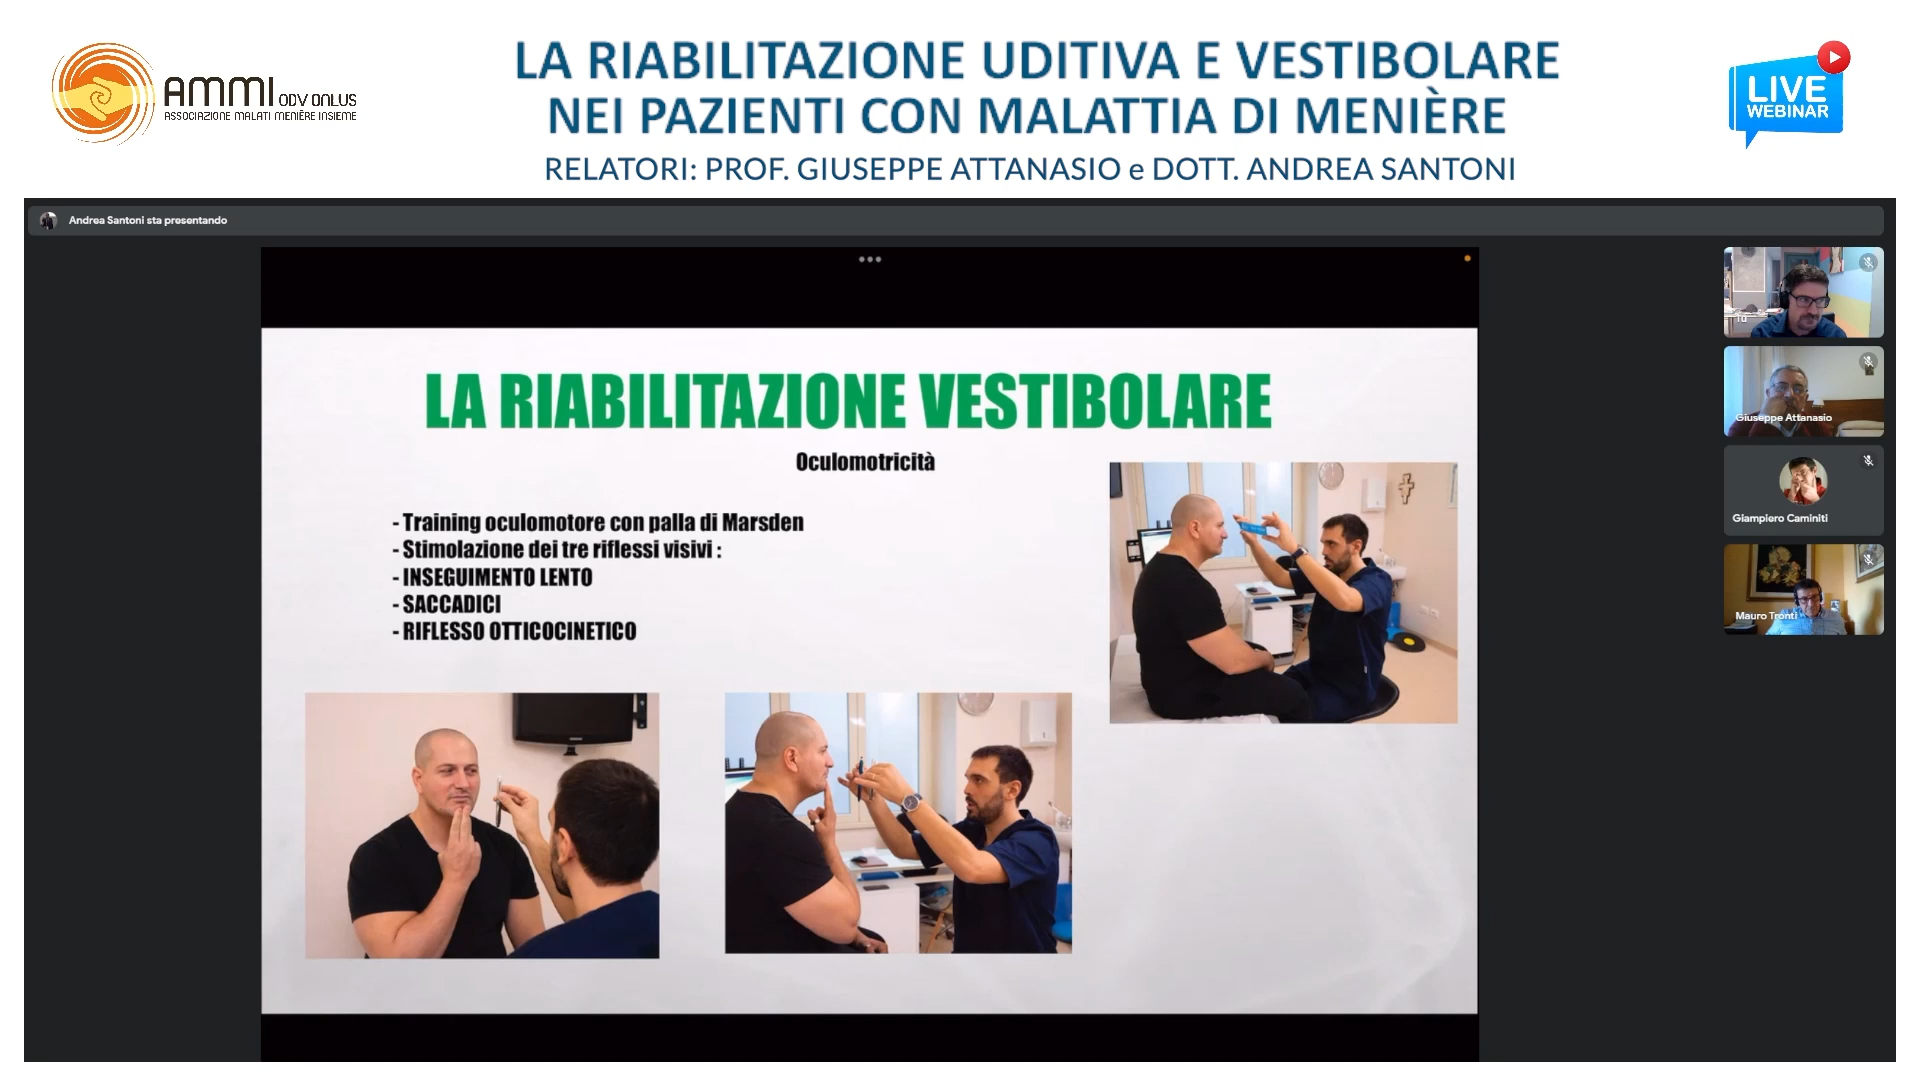 AMMI ODV ONLUS
ASSOCIAZIONE MALATI MENIÈRE INSIEME
LA RIABILITAZIONE UDITIVA E VESTIBOLARE
NEI PAZIENTI CON MALATTIA DI MENIÈRE
RELATORI: PROF. GIUSEPPE ATTANASIO e DOTT. ANDREA SANTONI
LIVE
WEBINAR
Andrea Santoni sta presentando
LA RIABILITAZIONE VESTIBOLARE
Oculomotricità
- Training oculomotore con palla di Marsden
- Stimolazione dei tre riflessi visivi :
- INSEGUIMENTO LENTO
- SACCADICI
- RIFLESSO OTTICOCINETICO
Tu
Giuseppe Attanasio
Giampiero Caminiti
Mauro Tronti